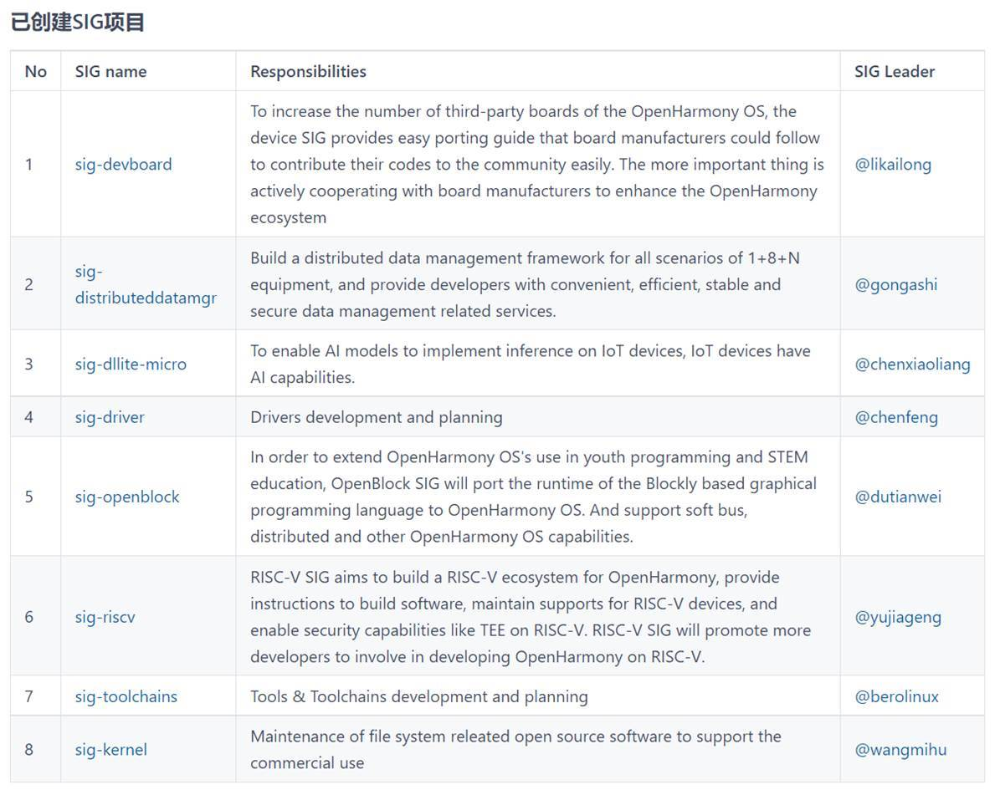 已创建SIG项目
No SIG name Responsibilities SIG Leader
1 sig-devboard To increase the number of third-party boards of the OpenHarmony OS, the
device SIG provides easy porting guide that board manufacturers could follow
to contribute their codes to the community easily. The more important thing is
actively cooperating with board manufacturers to enhance the OpenHarmony
ecosystem
@likailong
2 sig-
distributeddatamgr
Build a distributed data management framework for all scenarios of 1+8+N
equipment, and provide developers with convenient, efficient, stable and
secure data management related services.
@gongashi
3 sig-dllite-micro To enable AI models to implement inference on IoT devices, IoT devices have
AI capabilities.
@chenxiaoliang
4 sig-driver Drivers development and planning @chenfeng
5 sig-openblock In order to extend OpenHarmony OS's use in youth programming and STEM
education, OpenBlock SIG will port the runtime of the Blockly based graphical
programming language to OpenHarmony OS. And support soft bus,
distributed and other OpenHarmony OS capabilities.
@dutianwei
6 sig-riscv RISC-V SIG aims to build a RISC-V ecosystem for OpenHarmony, provide
instructions to build software, maintain supports for RISC-V devices, and
enable security capabilities like TEE on RISC-V. RISC-V SIG will promote more
developers to involve in developing OpenHarmony on RISC-V.
@yujiageng
7 sig-toolchains Tools & Toolchains development and planning @berolinux
8 sig-kernel Maintenance of file system releated open source software to support the
commercial use
@wangmihu